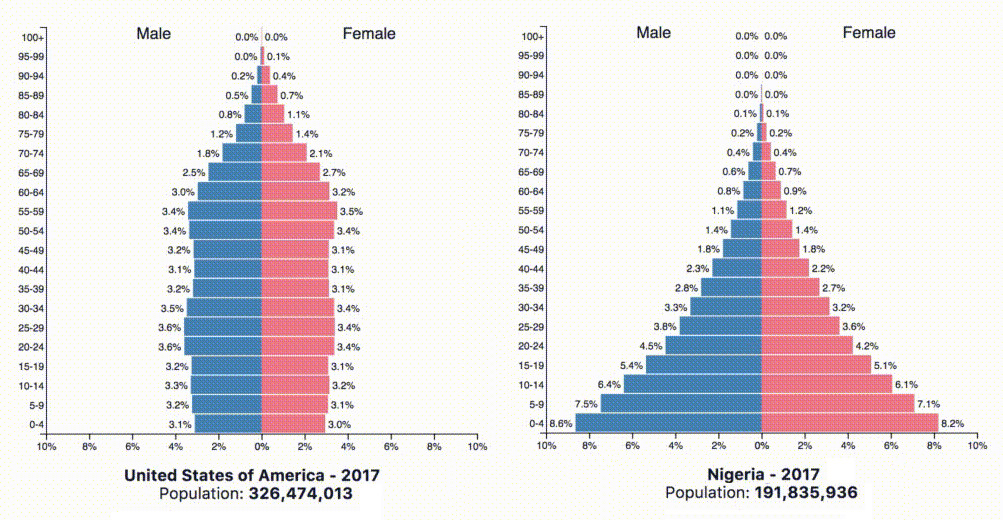 Male Female
100+ 0.0% 0.0%
95-99 0.0% 0.1%
90-94 0.2% 0.4%
85-89 0.5% 0.7%
80-84 0.8% 1.1%
75-79 1.2% 1.4%
70-74 1.8% 2.1%
65-69 2.5% 2.7%
60-64 3.0% 3.2%
55-59 3.4% 3.5%
50-54 3.4% 3.4%
45-49 3.2% 3.1%
40-44 3.1% 3.1%
35-39 3.2% 3.1%
30-34 3.5% 3.4%
25-29 3.6% 3.4%
20-24 3.6% 3.4%
15-19 3.2% 3.1%
10-14 3.3% 3.2%
5-9 3.2% 3.1%
0-4 3.1% 3.0%
10% 8% 6% 4% 2% 0% 2% 4% 6% 8% 10%
United States of America - 2017
Population: 326,474,013
Male Female
100+ 0.0% 0.0%
95-99 0.0% 0.0%
90-94 0.0% 0.0%
85-89 0.0% 0.0%
80-84 0.1% 0.1%
75-79 0.2% 0.2%
70-74 0.4% 0.4%
65-69 0.6% 0.7%
60-64 0.8% 0.9%
55-59 1.1% 1.2%
50-54 1.4% 1.4%
45-49 1.8% 1.8%
40-44 2.3% 2.2%
35-39 2.8% 2.7%
30-34 3.3% 3.2%
25-29 3.8% 3.6%
20-24 4.5% 4.2%
15-19 5.4% 5.1%
10-14 6.4% 6.1%
5-9 7.5% 7.1%
0-4 8.6% 8.2%
10% 8% 6% 4% 2% 0% 2% 4% 6% 8% 10%
Nigeria - 2017
Population: 191,835,936